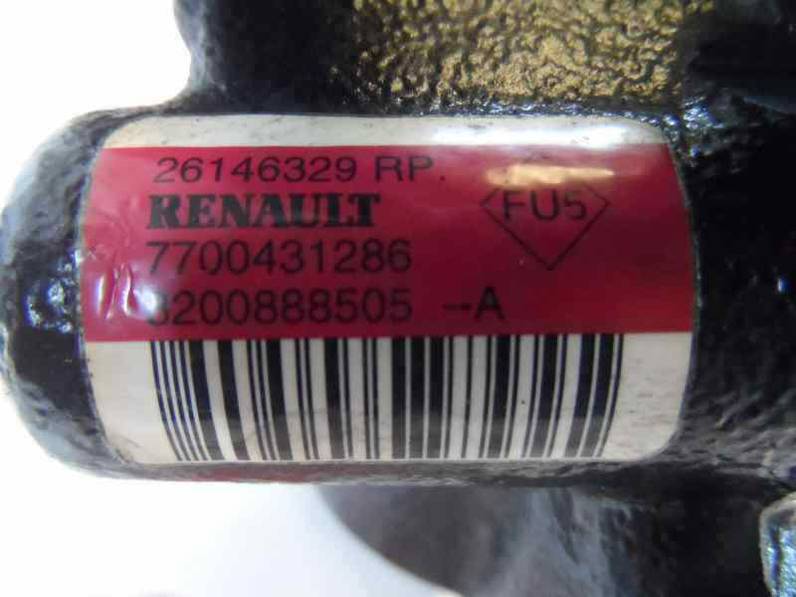 26146329 RP.
RENAULT
FU5
7700431286
8200888505 --A